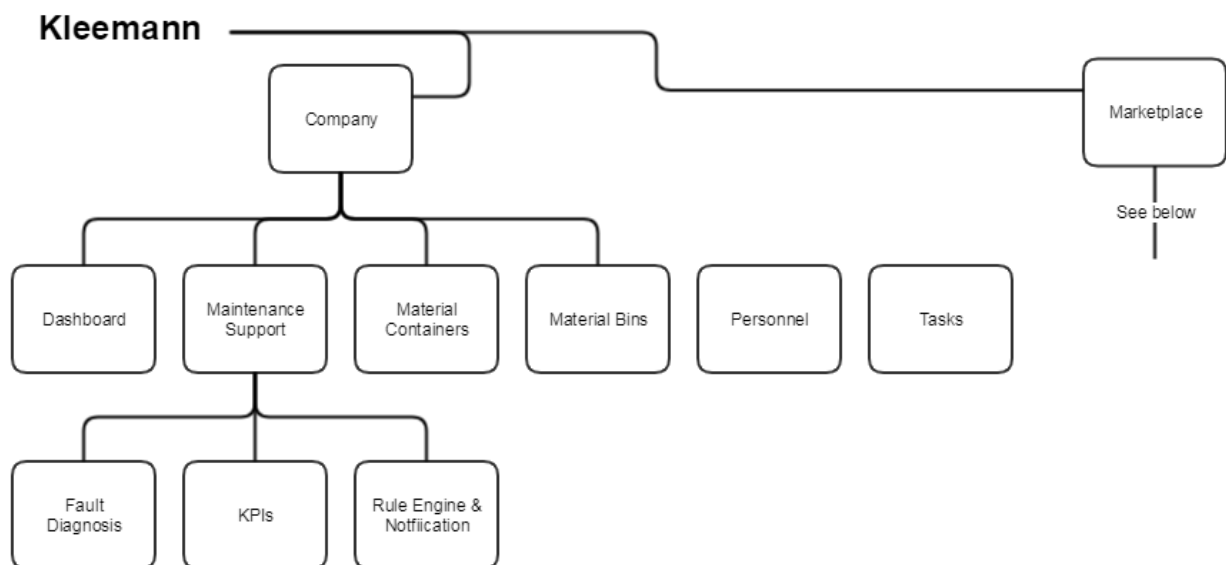 Kleemann
Company
Marketplace
See below
Dashboard
Maintenance
Support
Material
Containers
Material Bins
Personnel
Tasks
Fault
Diagnosis
KPIs
Rule Engine &
Notfiication